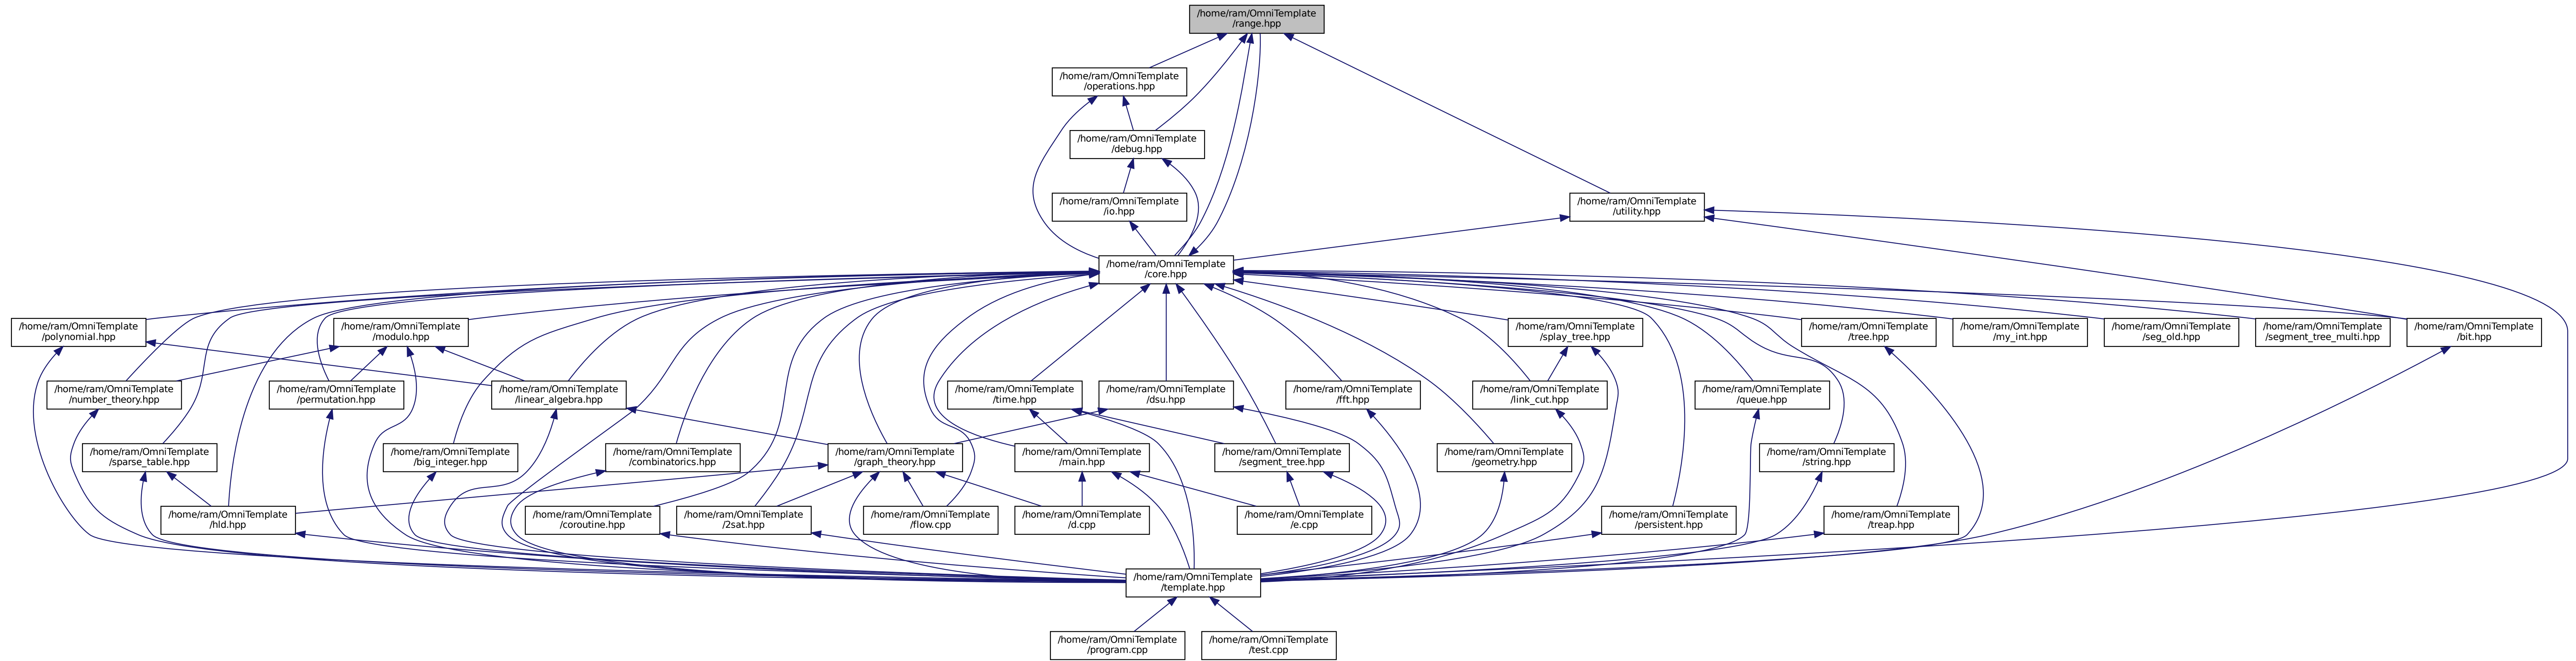 /home/ram/OmniTemplate
/range.hpp
/home/ram/OmniTemplate
/operations.hpp
/home/ram/OmniTemplate
/debug.hpp
/home/ram/OmniTemplate
/io.hpp
/home/ram/OmniTemplate
/utility.hpp
/home/ram/OmniTemplate
/core.hpp
/home/ram/OmniTemplate
/polynomial.hpp
/home/ram/OmniTemplate
/modulo.hpp
/home/ram/OmniTemplate
/splay_tree.hpp
/home/ram/OmniTemplate
/tree.hpp
/home/ram/OmniTemplate
/my_int.hpp
/home/ram/OmniTemplate
/seg_old.hpp
/home/ram/OmniTemplate
/segment_tree_multi.hpp
/home/ram/OmniTemplate
/bit.hpp
/home/ram/OmniTemplate
/number_theory.hpp
/home/ram/OmniTemplate
/permutation.hpp
/home/ram/OmniTemplate
/linear_algebra.hpp
/home/ram/OmniTemplate
/time.hpp
/home/ram/OmniTemplate
/dsu.hpp
/home/ram/OmniTemplate
/fft.hpp
/home/ram/OmniTemplate
/link_cut.hpp
/home/ram/OmniTemplate
/queue.hpp
/home/ram/OmniTemplate
/sparse_table.hpp
/home/ram/OmniTemplate
/big_integer.hpp
/home/ram/OmniTemplate
/combinatorics.hpp
/home/ram/OmniTemplate
/graph_theory.hpp
/home/ram/OmniTemplate
/main.hpp
/home/ram/OmniTemplate
/segment_tree.hpp
/home/ram/OmniTemplate
/geometry.hpp
/home/ram/OmniTemplate
/string.hpp
/home/ram/OmniTemplate
/hld.hpp
/home/ram/OmniTemplate
/coroutine.hpp
/home/ram/OmniTemplate
/2sat.hpp
/home/ram/OmniTemplate
/flow.cpp
/home/ram/OmniTemplate
/d.cpp
/home/ram/OmniTemplate
/e.cpp
/home/ram/OmniTemplate
/persistent.hpp
/home/ram/OmniTemplate
/treap.hpp
/home/ram/OmniTemplate
/template.hpp
/home/ram/OmniTemplate
/program.cpp
/home/ram/OmniTemplate
/test.cpp